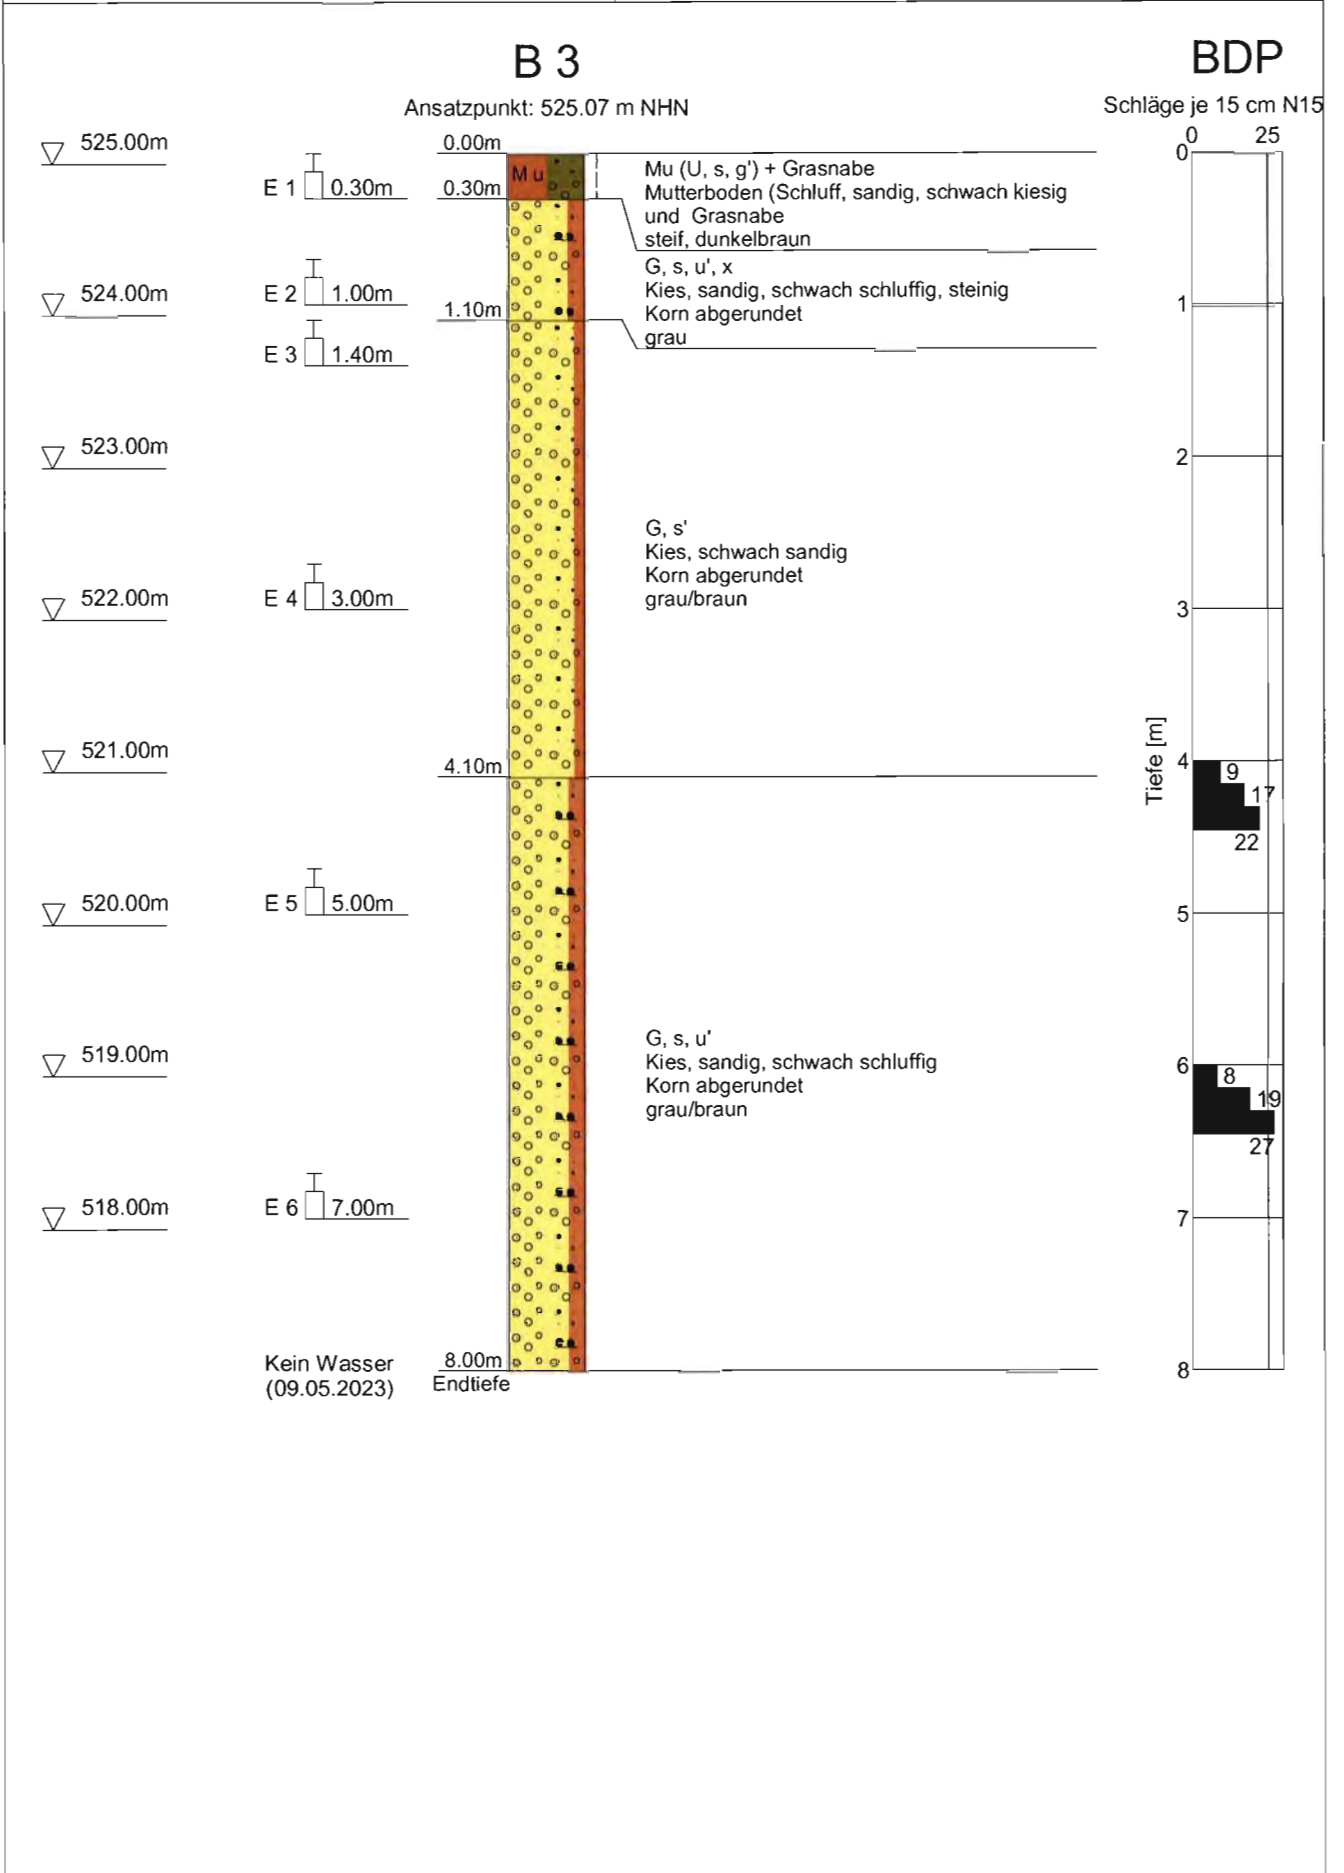 B 3
BDP
Ansatzpunkt: 525.07 m NHN
Schläge je 15 cm N15
0 25
525.00m
524.00m
523.00m
522.00m
521.00m
520.00m
519.00m
518.00m
E 1 0.30m
E 2 1.00m
E 3 1.40m
E 4 3.00m
E 5 5.00m
E 6 7.00m
Kein Wasser
(09.05.2023)
0.00m
0.30m
1.10m
4.10m
8.00m
Endtiefe
Mu
Mu (U, s, g') + Grasnabe
Mutterboden (Schluff, sandig, schwach kiesig
und Grasnabe
steif, dunkelbraun
G, s, u', x
Kies, sandig, schwach schluffig, steinig
Korn abgerundet
grau
G, s'
Kies, schwach sandig
Korn abgerundet
grau/braun
G, s, u'
Kies, sandig, schwach schluffig
Korn abgerundet
grau/braun
Tiefe [m]
0
1
2
3
4
5
6
7
8
9
17
22
8
19
27